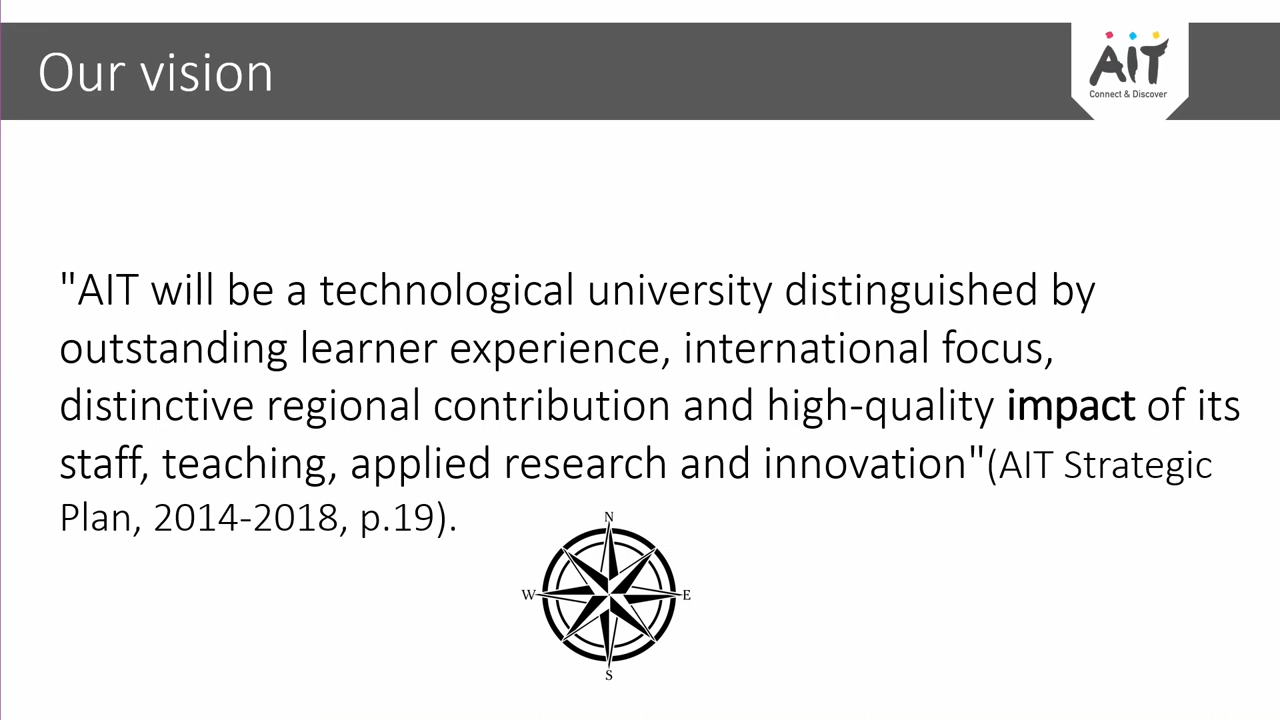 Our vision
AIT
Connect & Discover
"AIT will be a technological university distinguished by
outstanding learner experience, international focus,
distinctive regional contribution and high-quality impact of its
staff, teaching, applied research and innovation"(AIT Strategic
Plan, 2014-2018, p.19).
N
W E
S